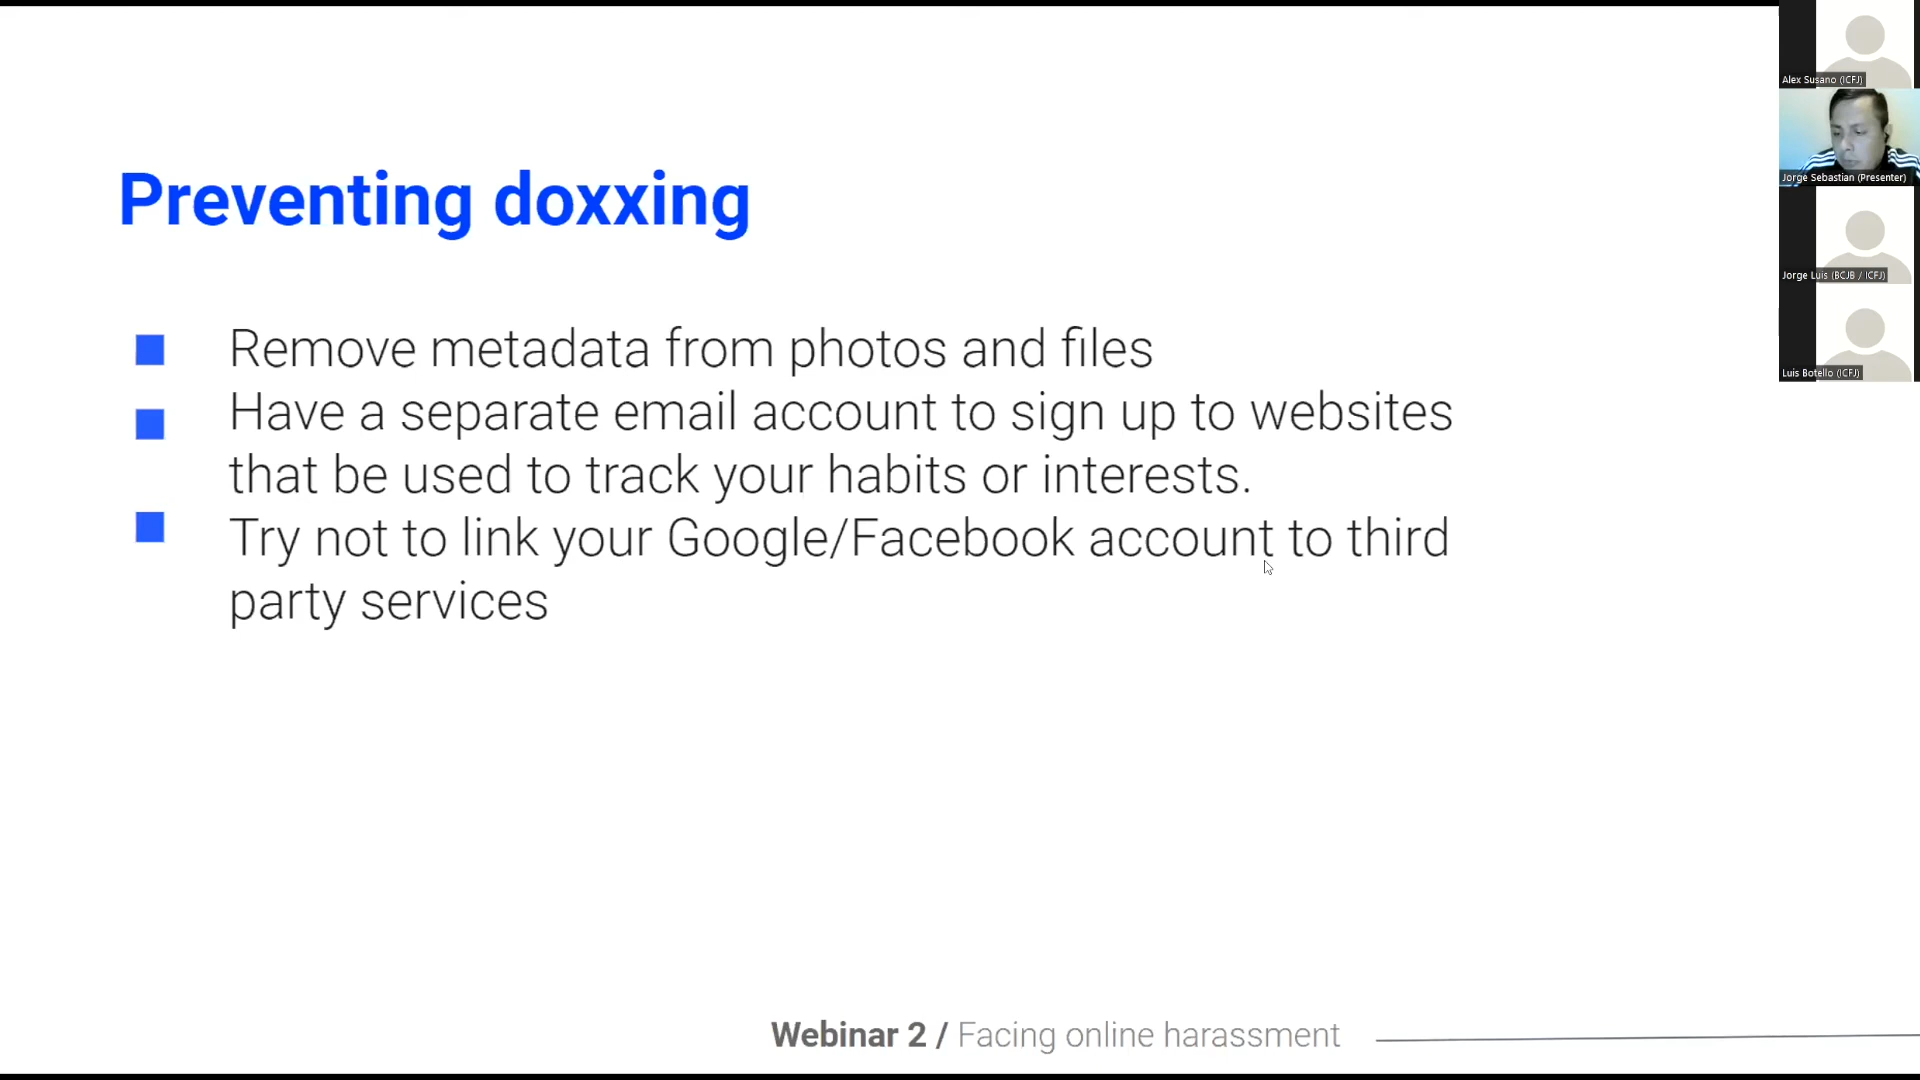 Preventing doxxing
Remove metadata from photos and files
Have a separate email account to sign up to websites
that be used to track your habits or interests.
Try not to link your Google/Facebook account to third
party services
Webinar 2 / Facing online harassment
Alex Susano (ICFJ)
Jorge Sebastian (Presenter)
Jorge Luis (BCJB / ICFJ)
Luis Botello (ICFJ)